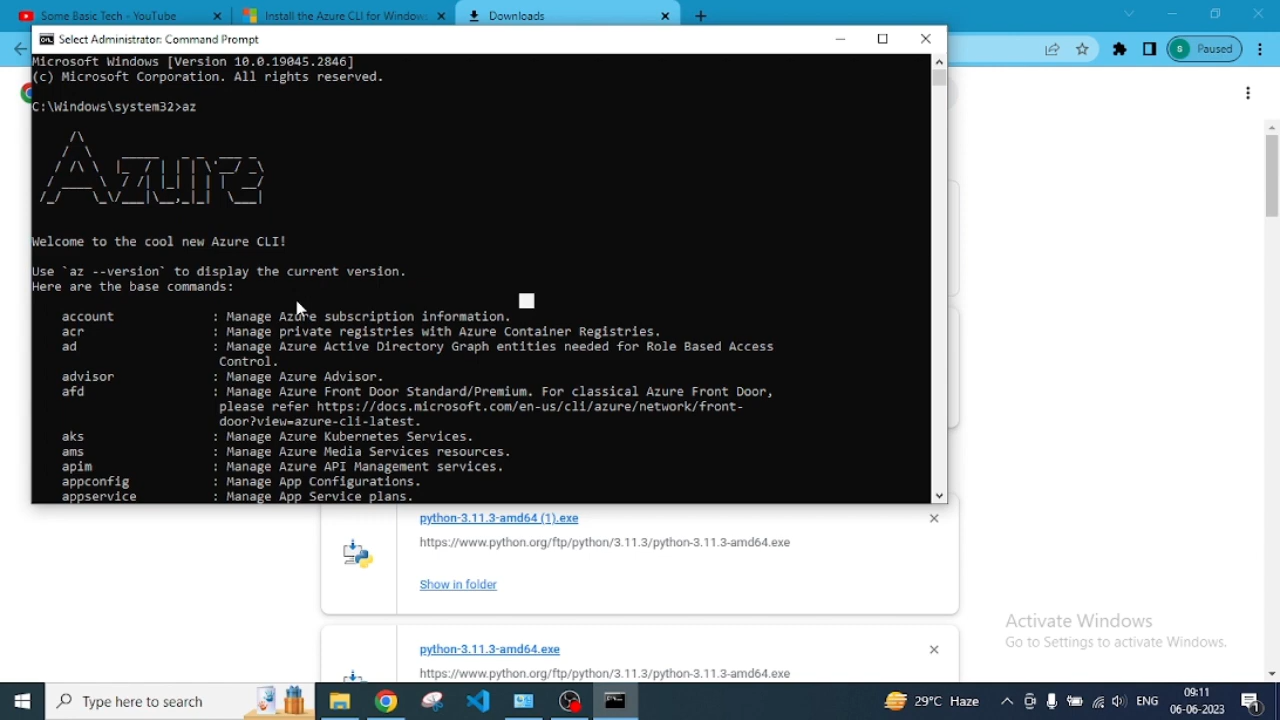 Some Basic Tech - YouTube
Install the Azure CLI for Window
Downloads
S Paused
Select Administrator: Command Prompt
Microsoft Windows [Version 10.0.19045.2846]
(c) Microsoft Corporation. All rights reserved.
C:\Windows\system32>az
Azure
Welcome to the cool new Azure CLI!
Use `az --version` to display the current version.
Here are the base commands:
account : Manage Azure subscription information.
acr : Manage private registries with Azure Container Registries.
ad : Manage Azure Active Directory Graph entities needed for Role Based Access
Control.
advisor : Manage Azure Advisor.
afd : Manage Azure Front Door Standard/Premium. For classical Azure Front Door,
please refer https://docs.microsoft.com/en-us/cli/azure/network/front-
door?view=azure-cli-latest.
aks : Manage Azure Kubernetes Services.
ams : Manage Azure Media Services resources.
apim : Manage Azure API Management services.
appconfig : Manage App Configurations.
appservice : Manage App Service plans.
python-3.11.3-amd64 (1).exe
https://www.python.org/ftp/python/3.11.3/python-3.11.3-amd64.exe
Show in folder
python-3.11.3-amd64.exe
https://www.python.org/ftp/python/3.11.3/python-3.11.3-amd64.exe
Activate Windows
Go to Settings to activate Windows.
Type here to search
29°C Haze
ENG
09:11
06-06-2023
1